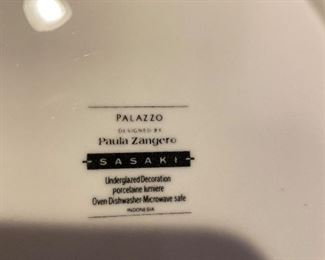 PALAZZO
DESIGNED BY
Paula Zangero
SASAKI
Underglazed Decoration
porcelaine lumiere
Oven-Dishwasher-Microwave safe
INDONESIA